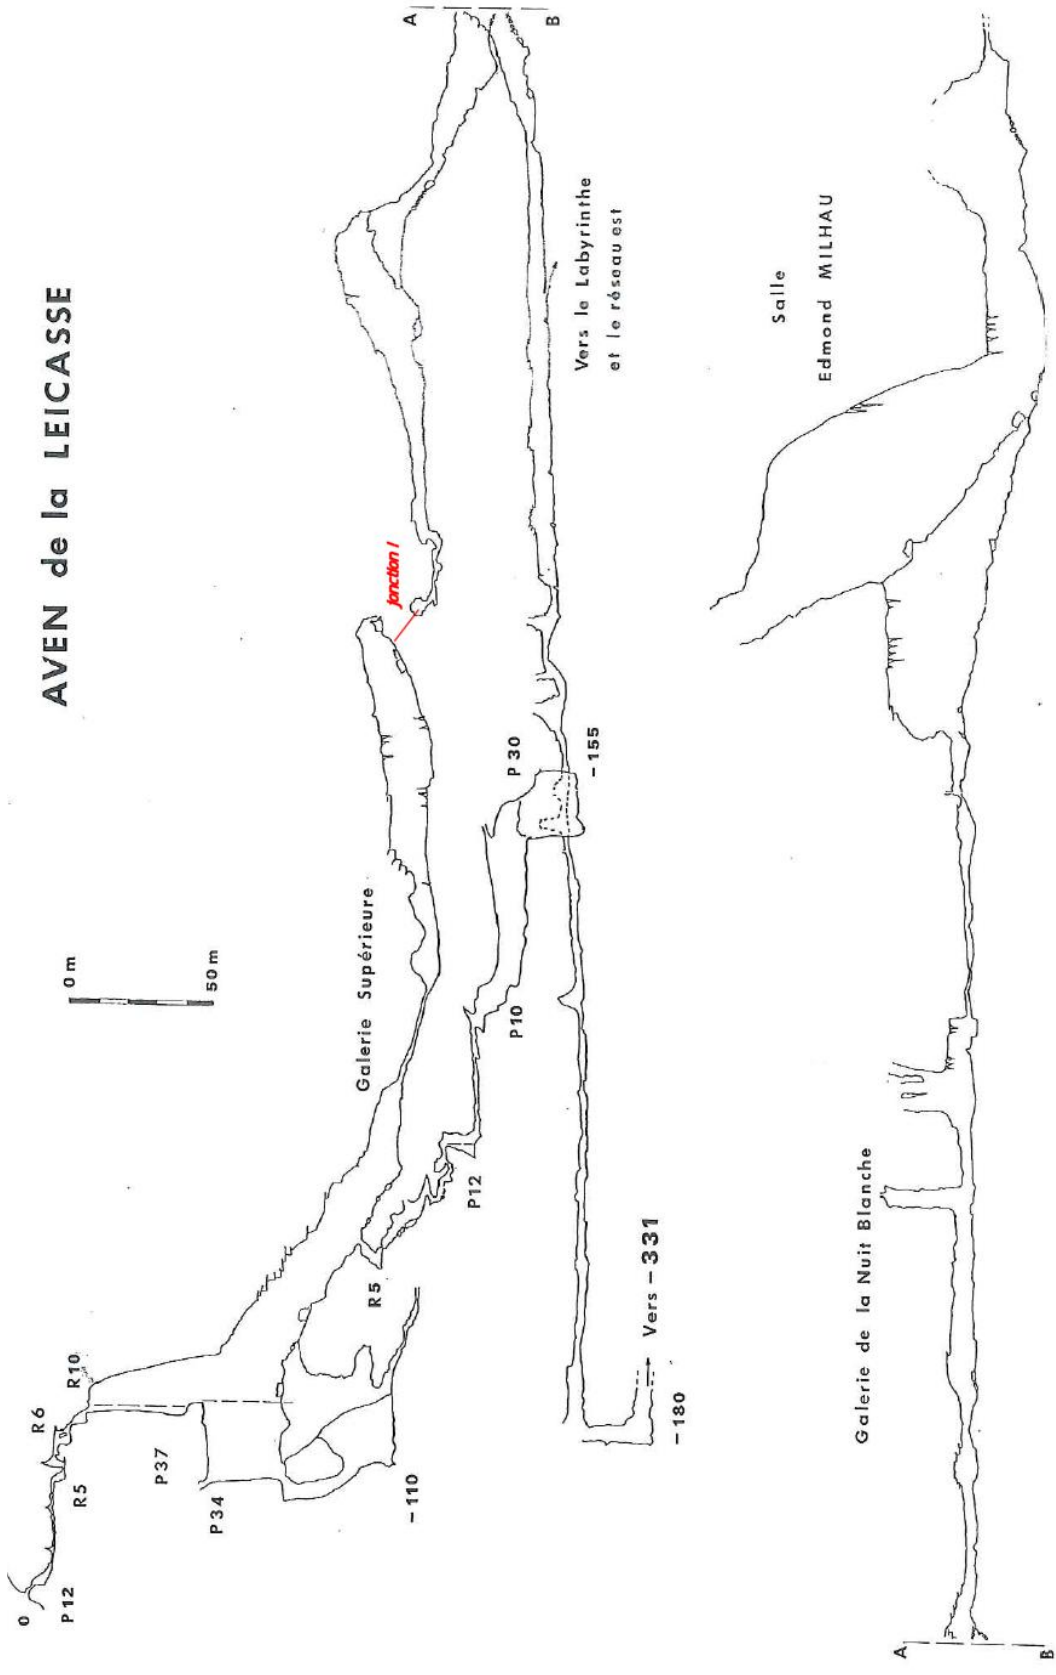 AVEN de la LEICASSE
0 m
50 m
A
B
0
P12
R5
R6
R10
P37
P34
-110
R5
Galerie Supérieure
jonction !
P12
P10
P 30
-155
Vers le Labyrinthe
et le réseau est
Vers -331
-180
Salle
Edmond MILHAU
Galerie de la Nuit Blanche
A
B